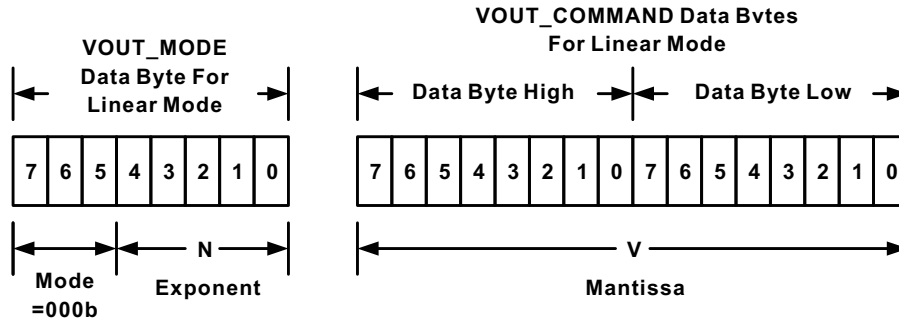 VOUT_MODE
Data Byte For
Linear Mode
VOUT_COMMAND Data Bytes
For Linear Mode
Data Byte High
Data Byte Low
7 6 5 4 3 2 1 0
7 6 5 4 3 2 1 0 7 6 5 4 3 2 1 0
N
Mode
=000b
Exponent
V
Mantissa